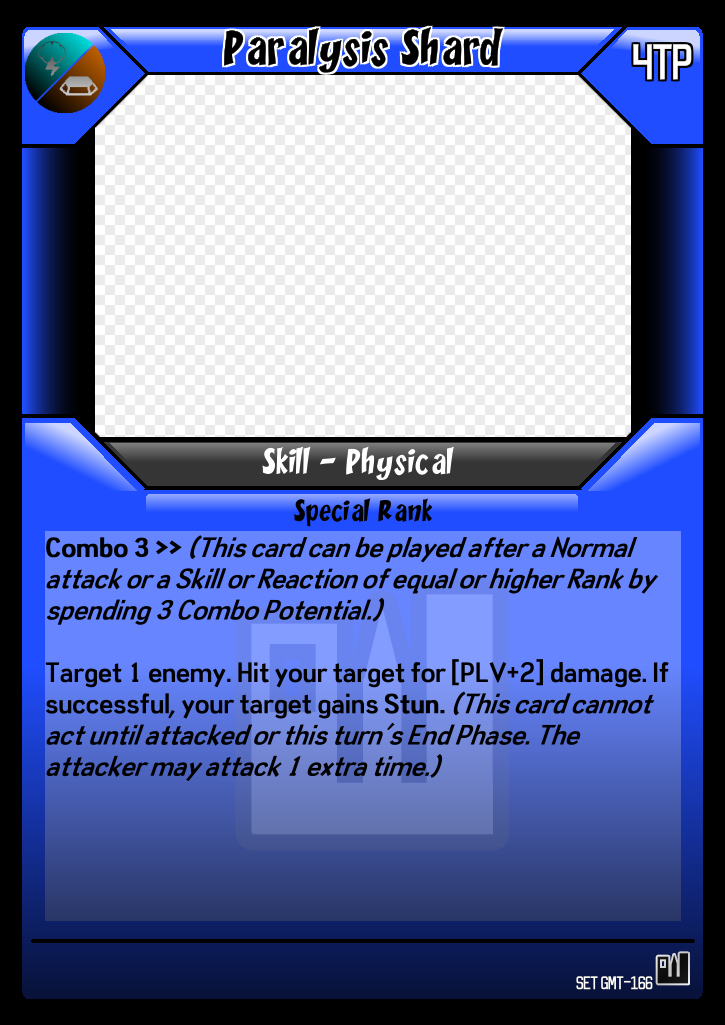 Paralysis Shard
4TP
Skill - Physical
Special Rank
Combo 3 >> (This card can be played after a Normal
attack or a Skill or Reaction of equal or higher Rank by
spending 3 Combo Potential.)
Target 1 enemy. Hit your target for [PLV+2] damage. If
successful, your target gains Stun. (This card cannot
act until attacked or this turn's End Phase. The
attacker may attack 1 extra time.)
SET GMT-166